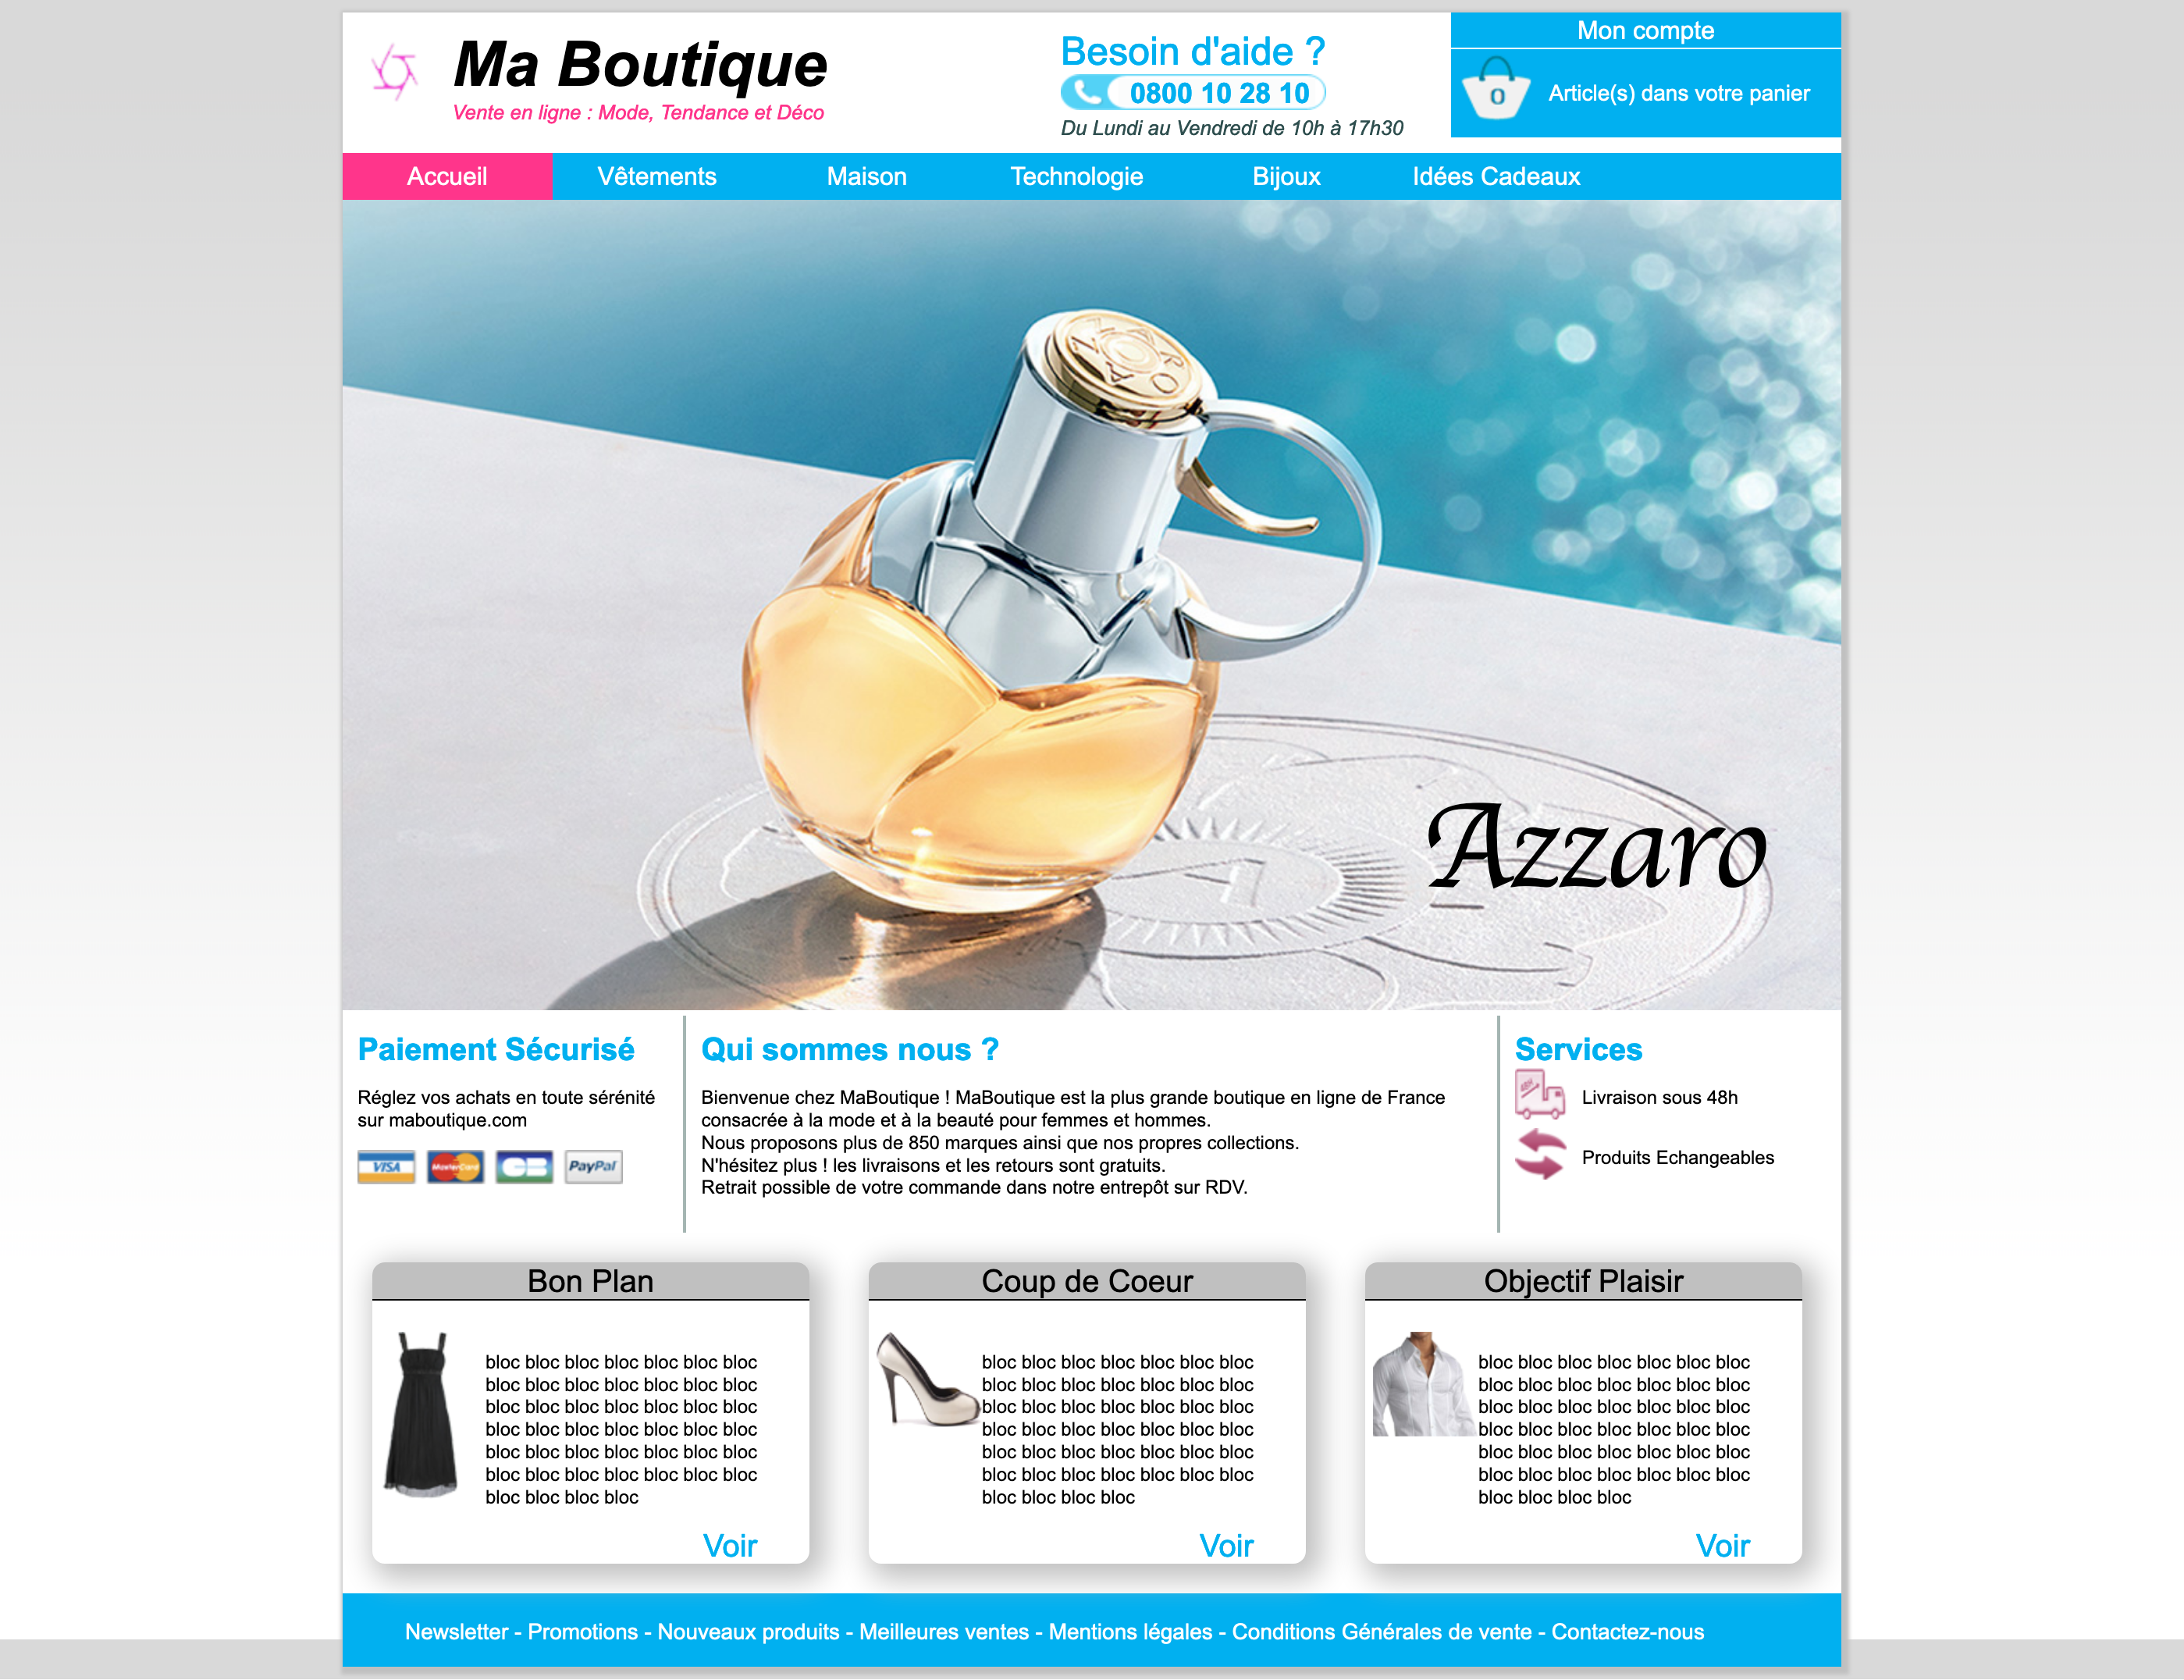 Ma Boutique
Vente en ligne : Mode, Tendance et Déco
Besoin d'aide ?
0800 10 28 10
Du Lundi au Vendredi de 10h à 17h30
Mon compte
0
Article(s) dans votre panier
Accueil Vêtements Maison Technologie Bijoux Idées Cadeaux
AZZARO
Azzaro
Paiement Sécurisé
Réglez vos achats en toute sérénité
sur maboutique.com
VISA MasterCard CB PayPal
Qui sommes nous ?
Bienvenue chez MaBoutique ! MaBoutique est la plus grande boutique en ligne de France
consacrée à la mode et à la beauté pour femmes et hommes.
Nous proposons plus de 850 marques ainsi que nos propres collections.
N'hésitez plus ! les livraisons et les retours sont gratuits.
Retrait possible de votre commande dans notre entrepôt sur RDV.
Services
48H
Livraison sous 48h
Produits Echangeables
Bon Plan
bloc bloc bloc bloc bloc bloc bloc
bloc bloc bloc bloc bloc bloc bloc
bloc bloc bloc bloc bloc bloc bloc
bloc bloc bloc bloc bloc bloc bloc
bloc bloc bloc bloc bloc bloc bloc
bloc bloc bloc bloc bloc bloc bloc
bloc bloc bloc bloc
Voir
Coup de Coeur
bloc bloc bloc bloc bloc bloc bloc
bloc bloc bloc bloc bloc bloc bloc
bloc bloc bloc bloc bloc bloc bloc
bloc bloc bloc bloc bloc bloc bloc
bloc bloc bloc bloc bloc bloc bloc
bloc bloc bloc bloc bloc bloc bloc
bloc bloc bloc bloc
Voir
Objectif Plaisir
bloc bloc bloc bloc bloc bloc bloc
bloc bloc bloc bloc bloc bloc bloc
bloc bloc bloc bloc bloc bloc bloc
bloc bloc bloc bloc bloc bloc bloc
bloc bloc bloc bloc bloc bloc bloc
bloc bloc bloc bloc bloc bloc bloc
bloc bloc bloc bloc
Voir
Newsletter - Promotions - Nouveaux produits - Meilleures ventes - Mentions légales - Conditions Générales de vente - Contactez-nous